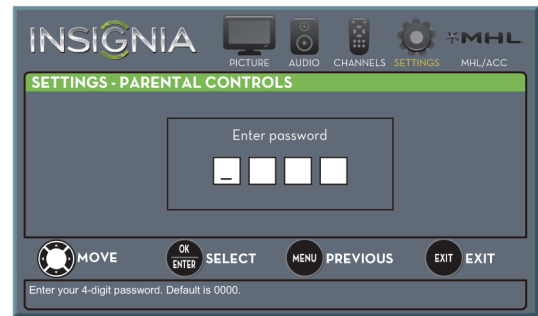 INSIGNIA
PICTURE AUDIO CHANNELS SETTINGS MHL/ACC
MHL
SETTINGS - PARENTAL CONTROLS
Enter password
_
MOVE OK ENTER SELECT MENU PREVIOUS EXIT EXIT
Enter your 4-digit password. Default is 0000.